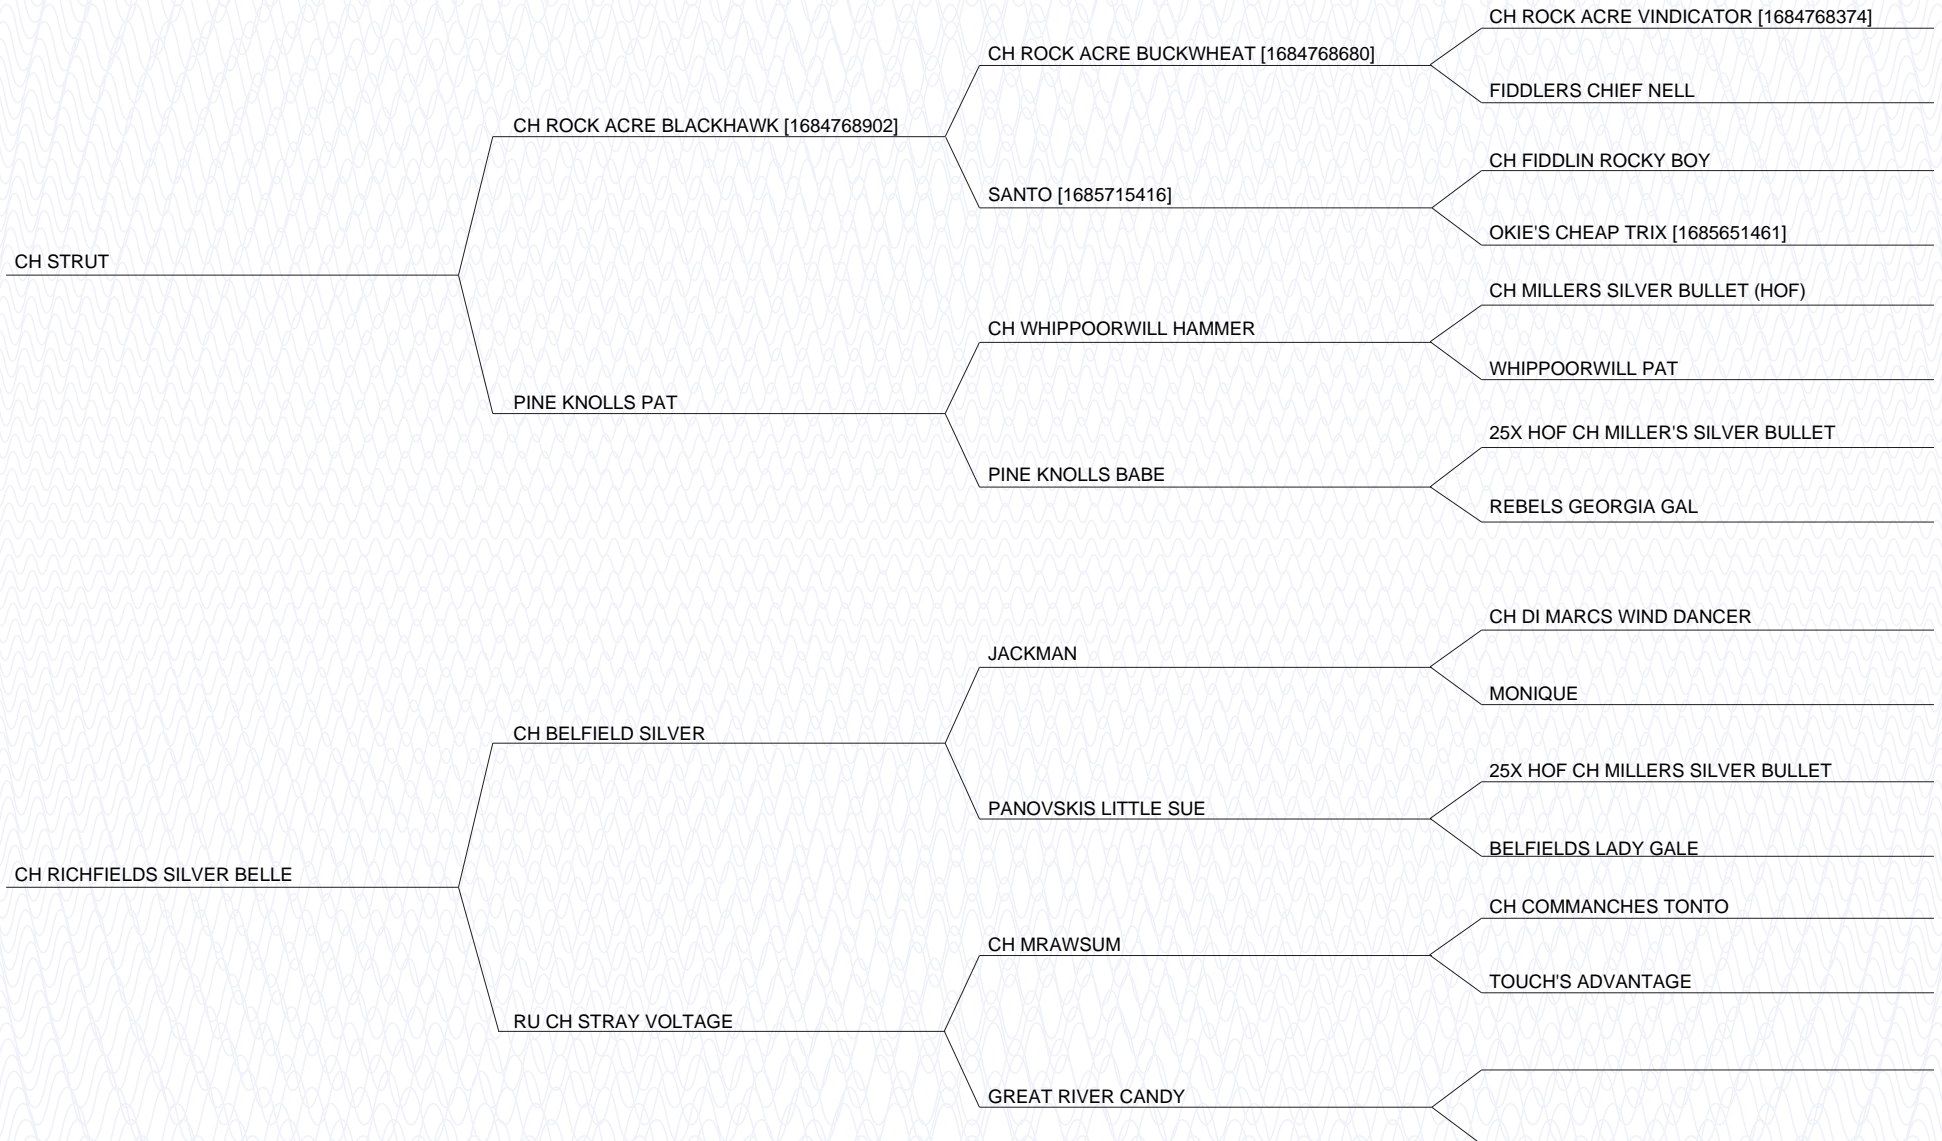 CH ROCK ACRE VINDICATOR [1684768374]
CH ROCK ACRE BUCKWHEAT [1684768680]
FIDDLERS CHIEF NELL
CH ROCK ACRE BLACKHAWK [1684768902]
CH FIDDLIN ROCKY BOY
SANTO [1685715416]
OKIE'S CHEAP TRIX [1685651461]
CH STRUT
CH MILLERS SILVER BULLET (HOF)
CH WHIPPOORWILL HAMMER
WHIPPOORWILL PAT
PINE KNOLLS PAT
25X HOF CH MILLER'S SILVER BULLET
PINE KNOLLS BABE
REBELS GEORGIA GAL
CH DI MARCS WIND DANCER
JACKMAN
MONIQUE
CH BELFIELD SILVER
25X HOF CH MILLERS SILVER BULLET
PANOVSKIS LITTLE SUE
BELFIELDS LADY GALE
CH RICHFIELDS SILVER BELLE
CH COMMANCHES TONTO
CH MRAWSUM
TOUCH'S ADVANTAGE
RU CH STRAY VOLTAGE
GREAT RIVER CANDY